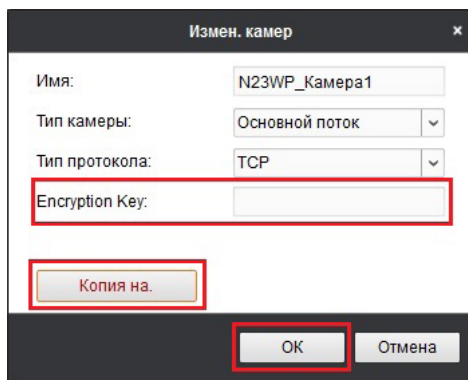 Измен. камер ×
Имя: N23WP_Камера1
Тип камеры: Основной поток
Тип протокола: TCP
Encryption Key:
Копия на.
OK Отмена